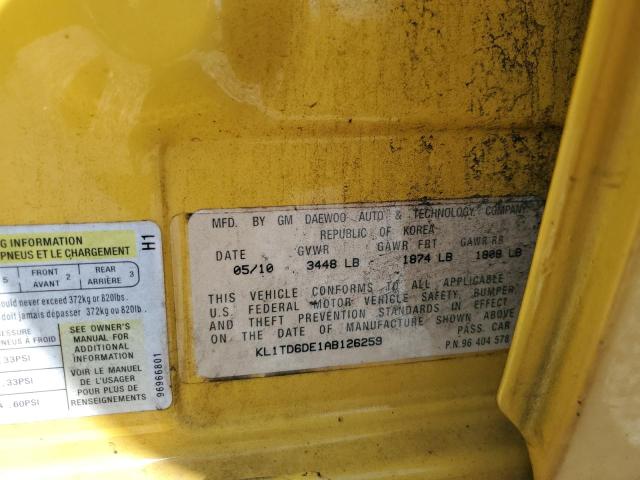 G INFORMATION
PNEUS ET LE CHARGEMENT
H1
5 FRONT AVANT 2 REAR ARRIÈRE 3
ould never exceed 372kg or 820lbs.
doit jamais dépasser 372kg ou 820lb.
ESSURE
PNEUS A FROID
33PSI
.33PSI
.60PSI
SEE OWNER'S
MANUAL FOR
ADDITIONAL
INFORMATION
VOIR LE MANUEL
DE L'USAGER
POUR PLUS DE
RENSEIGNEMENTS
96966801
MFD. BY GM DAEWOO AUTO & TECHNOLOGY COMPANY
REPUBLIC OF KOREA
DATE GVWR GAWR FRT GAWR RR
05/10 3448 LB 1874 LB 1808 LB
THIS VEHICLE CONFORMS TO ALL APPLICABLE
U.S. FEDERAL MOTOR VEHICLE SAFETY, BUMPER,
AND THEFT PREVENTION STANDARDS IN EFFECT
ON THE DATE OF MANUFACTURE SHOWN ABOVE
PASS. CAR
KL1TD6DE1AB126259
P.N.96 404 578